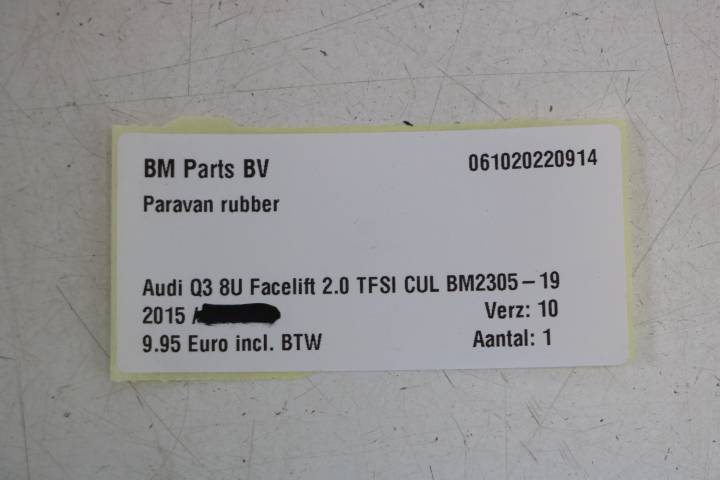 BM Parts BV 061020220914
Paravan rubber
Audi Q3 8U Facelift 2.0 TFSI CUL BM2305-19
2015 Verz: 10
9.95 Euro incl. BTW Aantal: 1